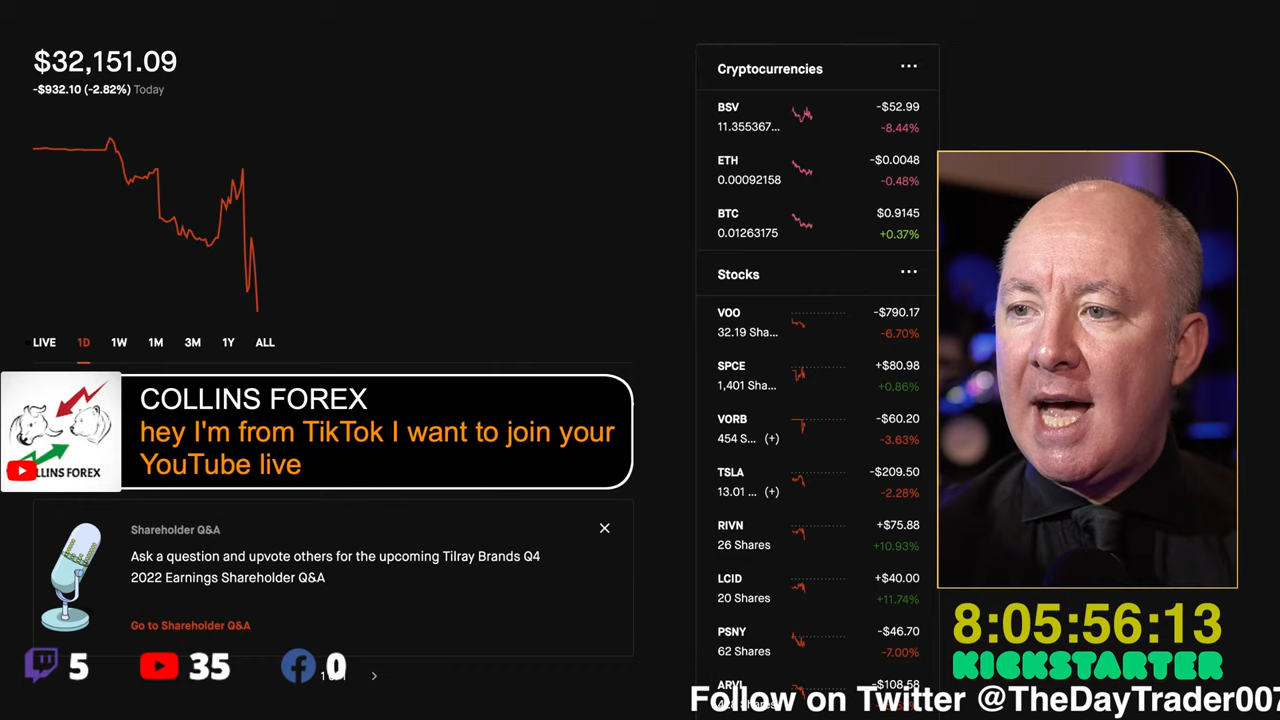 $32,151.09
-$932.10 (-2.82%) Today
LIVE 1D 1W 1M 3M 1Y ALL
COLLINS FOREX
hey I'm from TikTok I want to join your
YouTube live
LLINS FOREX
Shareholder Q&A
Ask a question and upvote others for the upcoming Tilray Brands Q4
2022 Earnings Shareholder Q&A
Go to Shareholder Q&A
5 35 0
Cryptocurrencies
BSV -$52.99
11.355367... -8.44%
ETH -$0.0048
0.00092158 -0.48%
BTC $0.9145
0.01263175 +0.37%
Stocks
VOO -$790.17
32.19 Sha... -6.70%
SPCE +$80.98
1,401 Sha... +0.86%
VORB -$60.20
454 S... (+) -3.63%
TSLA -$209.50
13.01 ... (+) -2.28%
RIVN +$75.88
26 Shares +10.93%
LCID +$40.00
20 Shares +11.74%
PSNY -$46.70
62 Shares -7.00%
ARVL -$108.58
8:05:56:13
KICKSTARTER
Follow on Twitter @TheDayTrader007